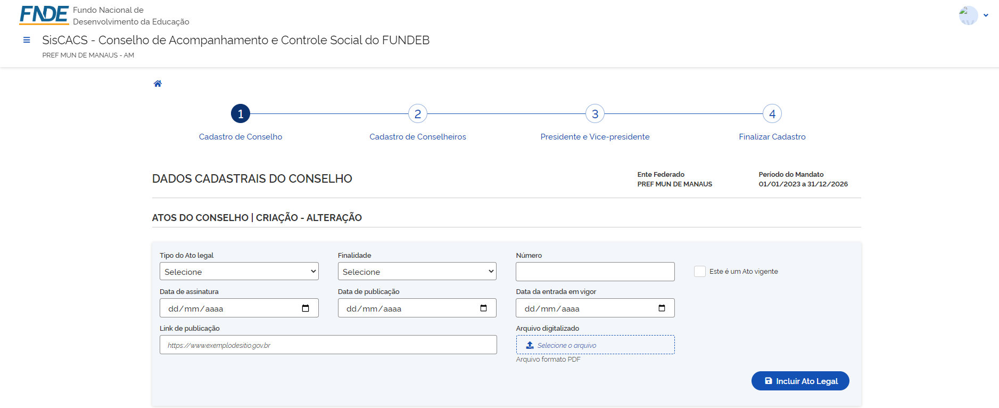 FNDE
Fundo Nacional de
Desenvolvimento da Educação
SisCACS - Conselho de Acompanhamento e Controle Social do FUNDEB
PREF MUN DE MANAUS - AM
1
2
3
4
Cadastro de Conselho
Cadastro de Conselheiros
Presidente e Vice-presidente
Finalizar Cadastro
DADOS CADASTRAIS DO CONSELHO
Ente Federado
PREF MUN DE MANAUS
Período do Mandato
01/01/2023 a 31/12/2026
ATOS DO CONSELHO | CRIAÇÃO - ALTERAÇÃO
Tipo do Ato legal
Selecione
Finalidade
Selecione
Número
Este é um Ato vigente
Data de assinatura
dd/mm/aaaa
Data de publicação
dd/mm/aaaa
Data da entrada em vigor
dd/mm/aaaa
Link de publicação
https://www.exemplodesitio.gov.br
Arquivo digitalizado
Selecione o arquivo
Arquivo formato PDF
Incluir Ato Legal